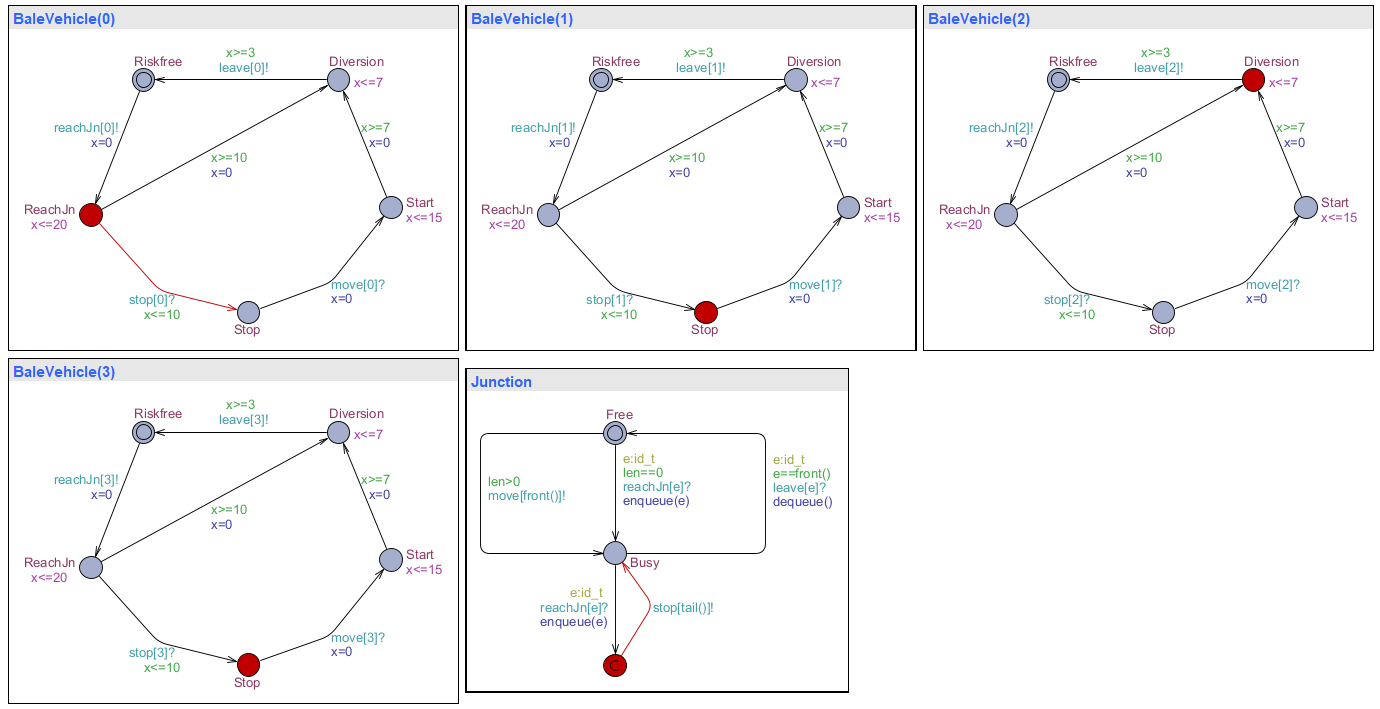 BaleVehicle(0)
x>=3
leave[0]!
Riskfree
Diversion
x<=7
reachJn[0]!
x=0
x>=7
x=0
x>=10
x=0
ReachJn
x<=20
Start
x<=15
stop[0]?
x<=10
move[0]?
x=0
Stop
BaleVehicle(1)
x>=3
leave[1]!
Riskfree
Diversion
x<=7
reachJn[1]!
x=0
x>=7
x=0
x>=10
x=0
ReachJn
x<=20
Start
x<=15
stop[1]?
x<=10
move[1]?
x=0
Stop
BaleVehicle(2)
x>=3
leave[2]!
Riskfree
Diversion
x<=7
reachJn[2]!
x=0
x>=7
x=0
x>=10
x=0
ReachJn
x<=20
Start
x<=15
stop[2]?
x<=10
move[2]?
x=0
Stop
BaleVehicle(3)
x>=3
leave[3]!
Riskfree
Diversion
x<=7
reachJn[3]!
x=0
x>=7
x=0
x>=10
x=0
ReachJn
x<=20
Start
x<=15
stop[3]?
x<=10
move[3]?
x=0
Stop
Junction
Free
len>0
move[front()]!
e:id_t
len==0
reachJn[e]?
enqueue(e)
e:id_t
e==front()
leave[e]?
dequeue()
Busy
e:id_t
reachJn[e]?
enqueue(e)
stop[tail()]!
C